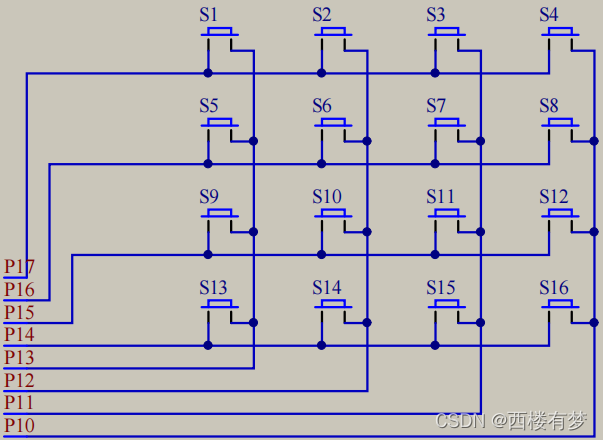 S1 S2 S3 S4
S5 S6 S7 S8
S9 S10 S11 S12
P17
P16
S13 S14 S15 S16
P15
P14
P13
P12
P11
P10
CSDN @西楼有梦